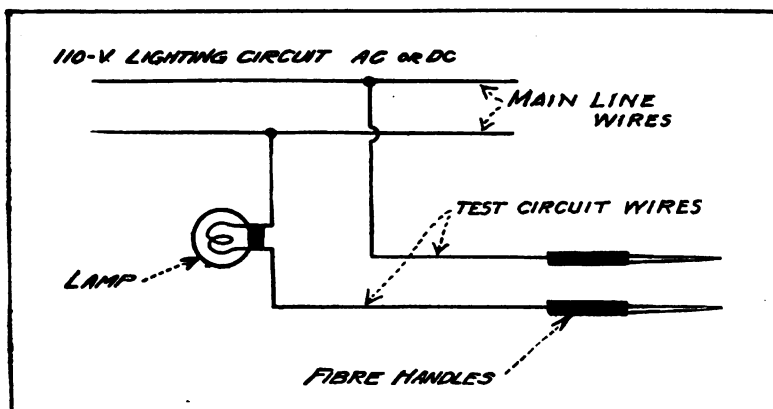 110-V. LIGHTING CIRCUIT AC OR DC
MAIN LINE
WIRES
TEST CIRCUIT WIRES
LAMP
FIBRE HANDLES